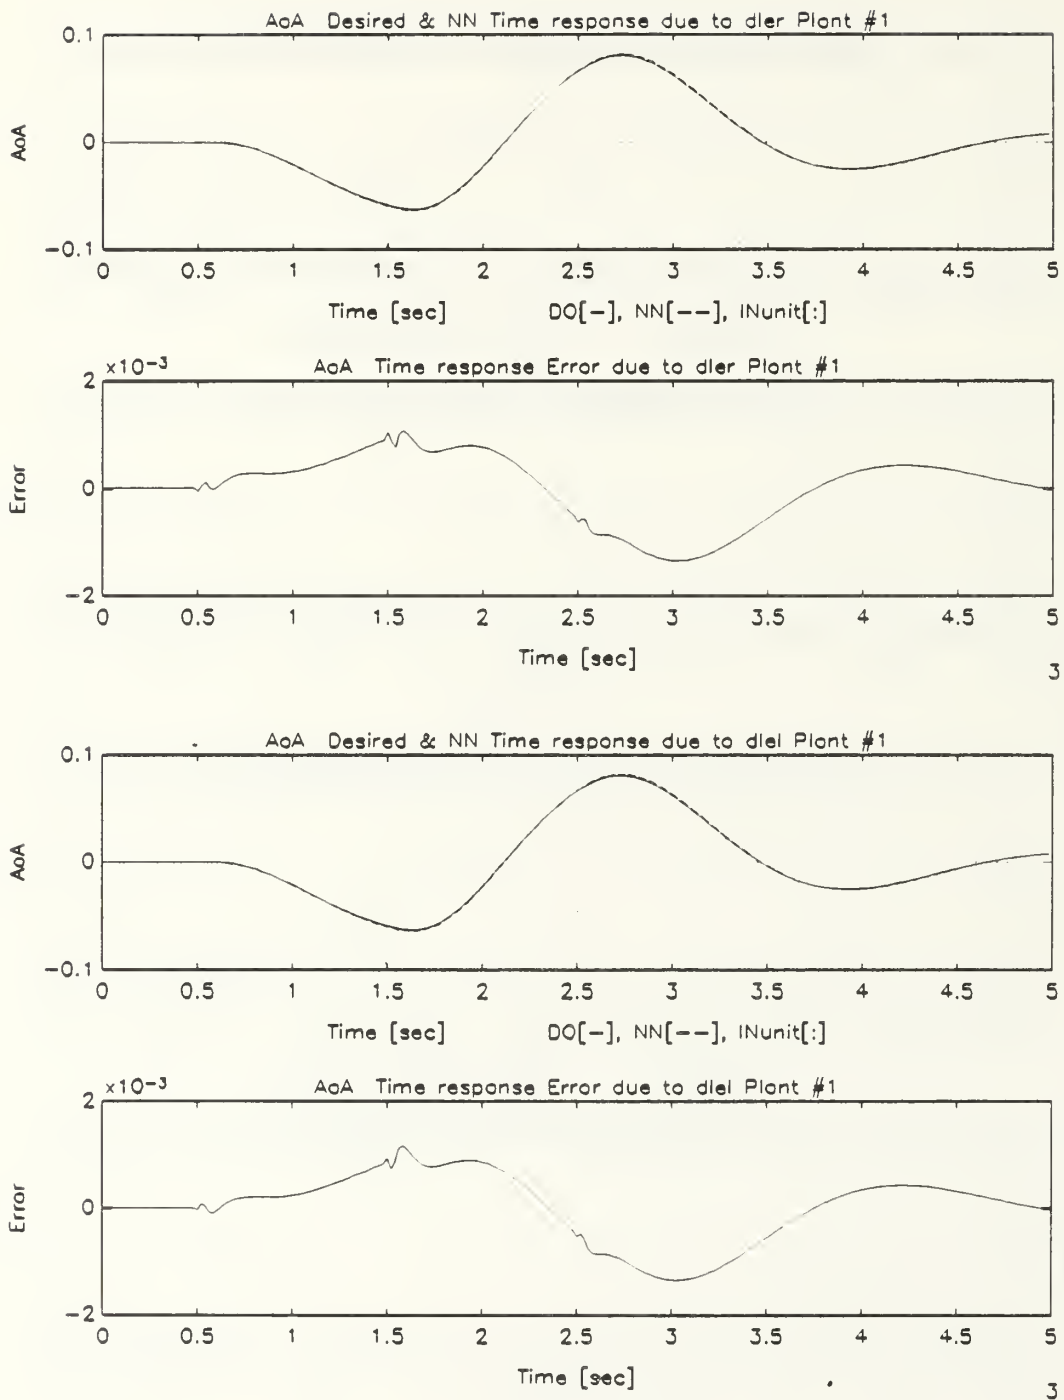 AoA Desired & NN Time response due to dler Plant #1
0.1
0
-0.1
AoA
0 0.5 1 1.5 2 2.5 3 3.5 4 4.5 5
Time [sec] DO[-], NN[--], INunit[:]
×10-3 AoA Time response Error due to dler Plant #1
2
0
-2
Error
0 0.5 1 1.5 2 2.5 3 3.5 4 4.5 5
Time [sec]
3
AoA Desired & NN Time response due to dlel Plant #1
0.1
0
-0.1
AoA
0 0.5 1 1.5 2 2.5 3 3.5 4 4.5 5
Time [sec] DO[-], NN[--], INunit[:]
×10-3 AoA Time response Error due to dlel Plant #1
2
0
-2
Error
0 0.5 1 1.5 2 2.5 3 3.5 4 4.5 5
Time [sec]
3